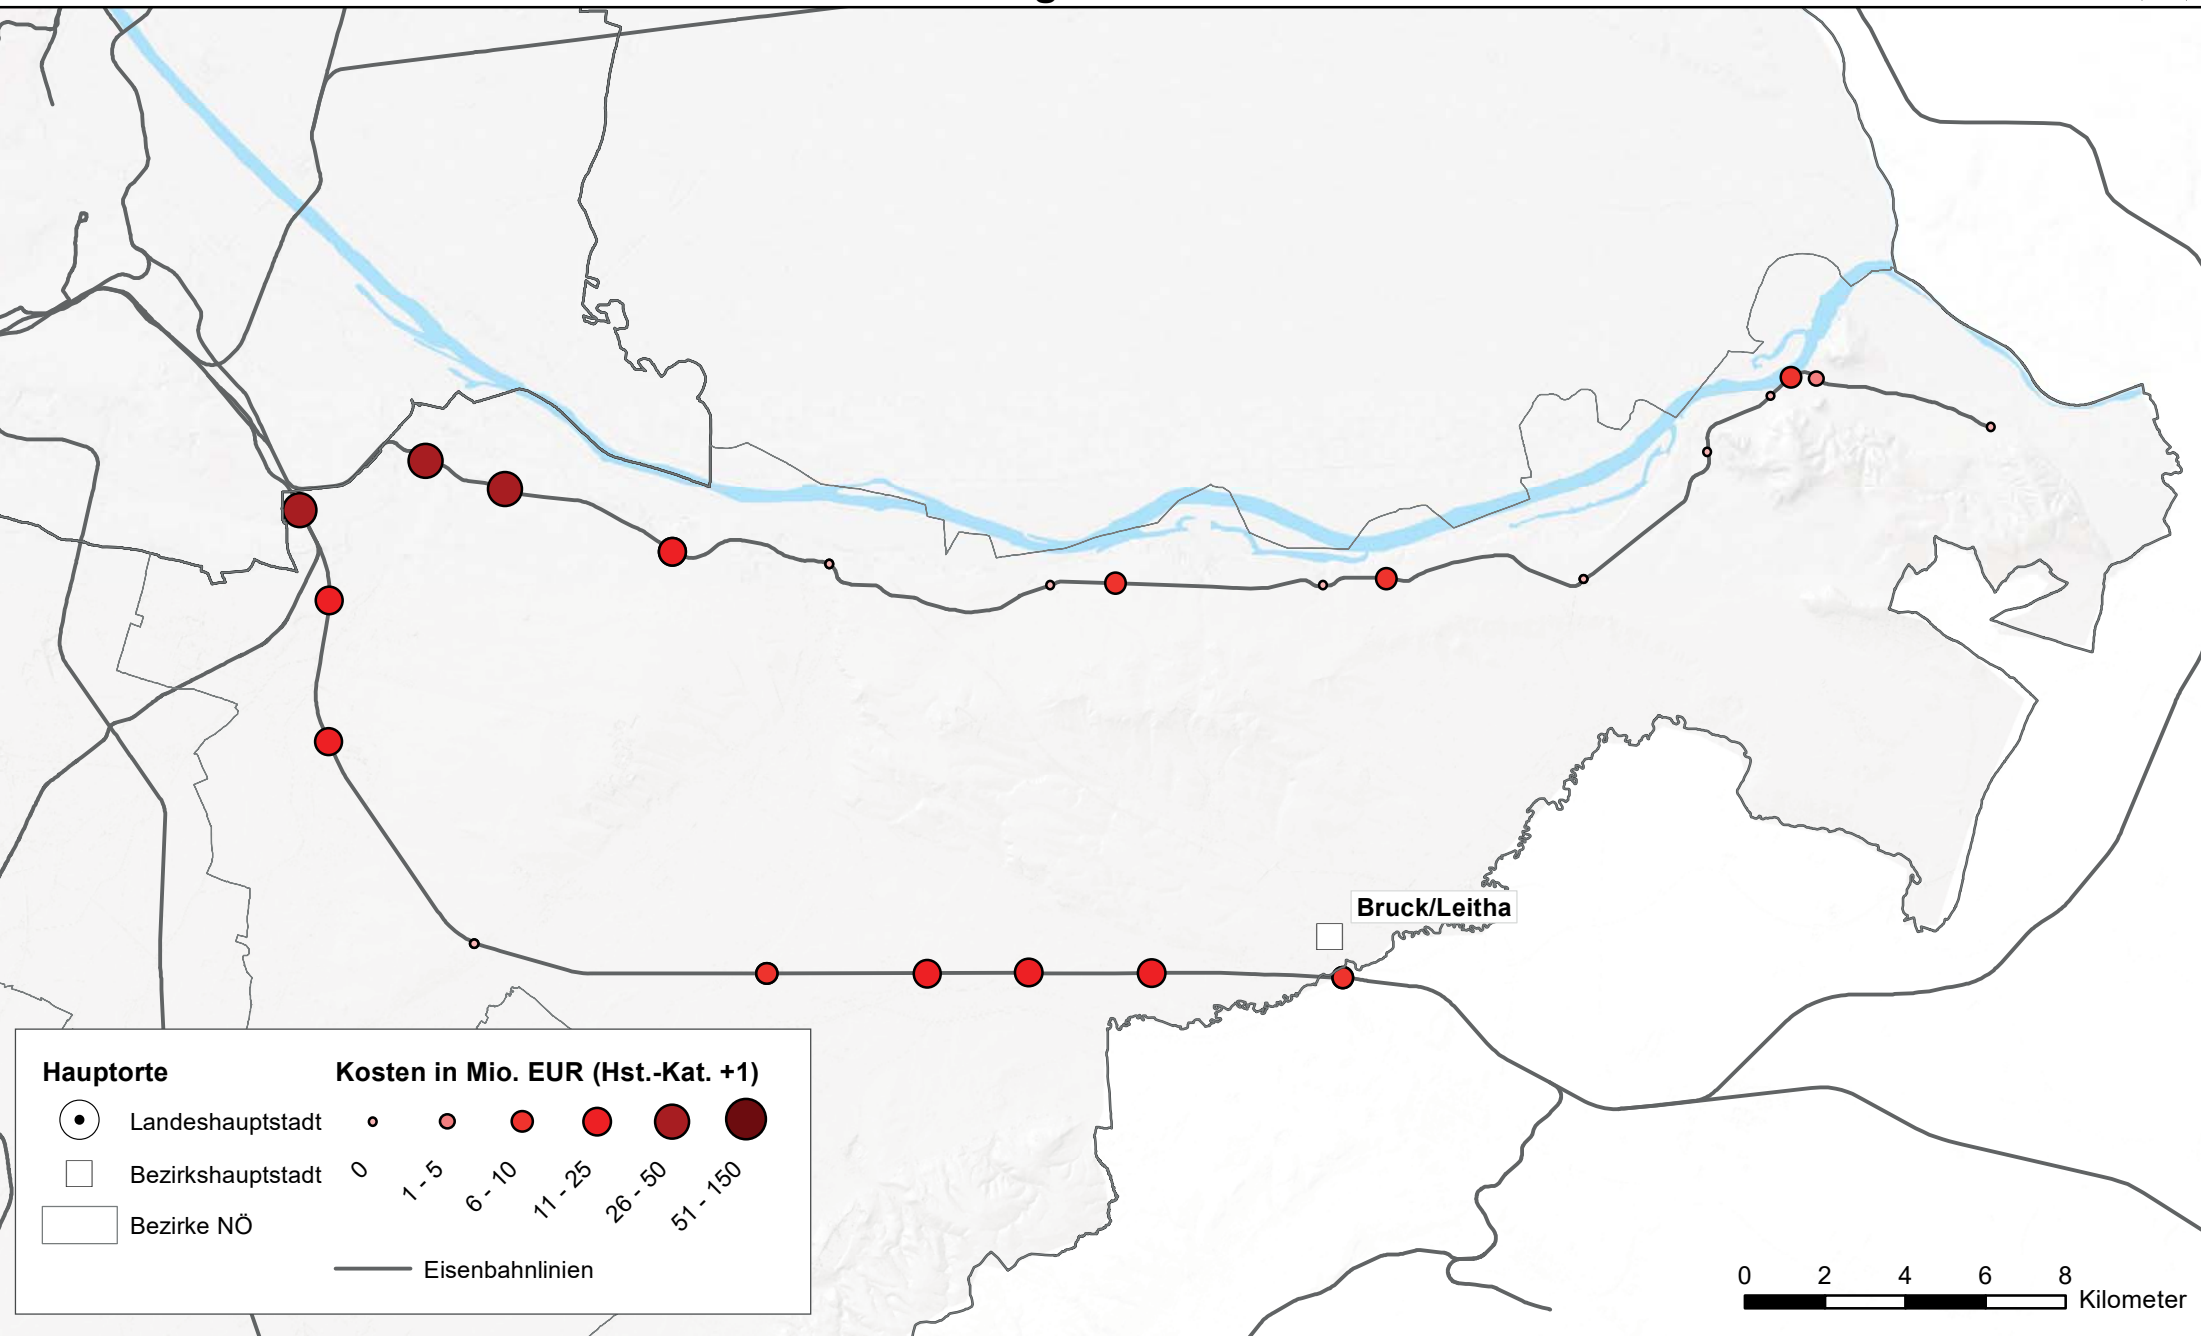 Bruck/Leitha
Hauptorte
Landeshauptstadt
Bezirkshauptstadt
Bezirke NÖ
Kosten in Mio. EUR (Hst.-Kat. +1)
0
1 - 5
6 - 10
11 - 25
26 - 50
51 - 150
Eisenbahnlinien
0 2 4 6 8
Kilometer